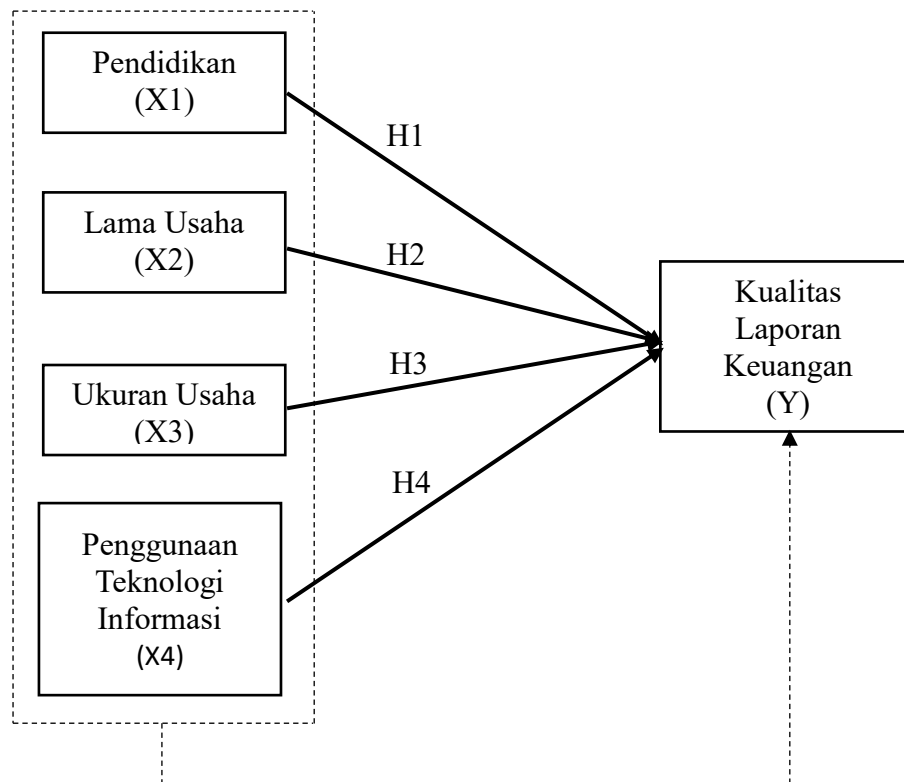 Pendidikan
(X1)
H1
Lama Usaha
(X2)
H2
Kualitas
Laporan
Keuangan
(Y)
Ukuran Usaha
(X3)
H3
H4
Penggunaan
Teknologi
Informasi
(X4)